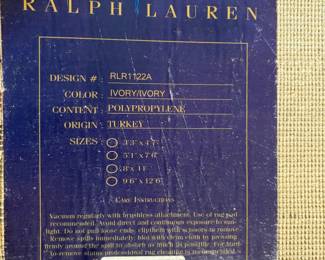 RALPH LAUREN
DESIGN # RLR1122A
COLOR : IVORY/IVORY
CONTENT : POLYPROPYLENE
ORIGIN : TURKEY
SIZES : 3'3" x 4'7"
5'1" x 7'6"
8' x 11'
9'6" x 12'6"
CARE INSTRUCTIONS
Vacuum regularly with brushless attachment. Use of rug pad
recommended. Avoid direct and continuous exposure to sun-
light. Do not pull loose ends; clip them with scissors to remove.
Remove spills immediately, blot with clean cloth by pressing
firmly around the spill to absorb as much as possible. For hard
to remove stains professional rug cleaning is recommended.